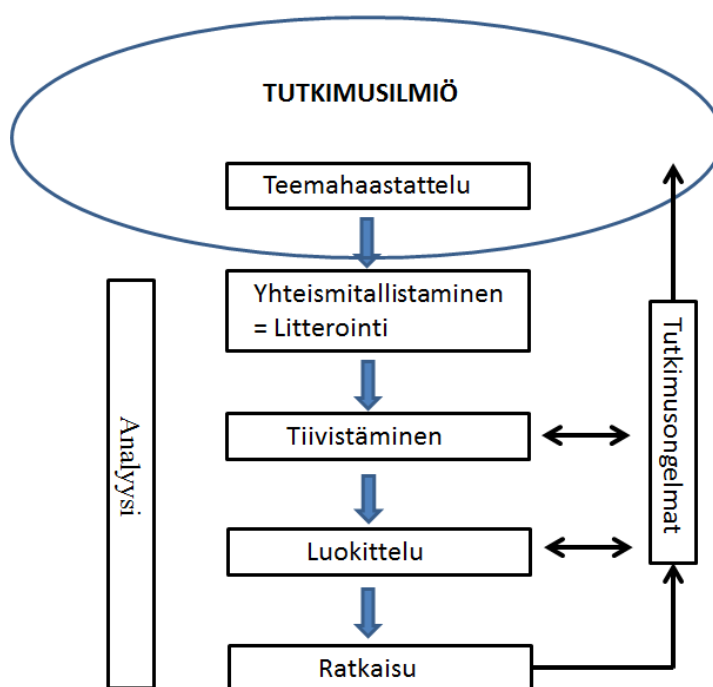 TUTKIMUSILMIÖ
Teemahaastattelu
Yhteismitallistaminen
= Litterointi
Analyysi
Tutkimusongelmat
Tiivistäminen
Luokittelu
Ratkaisu